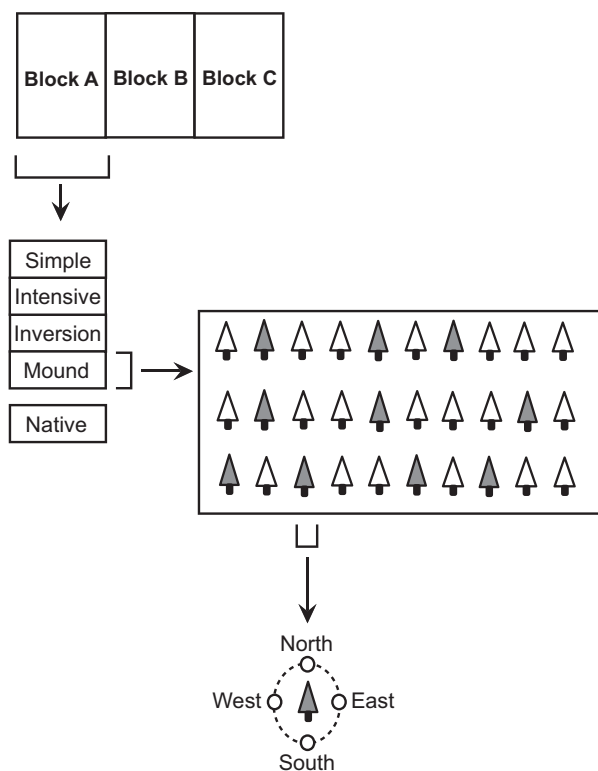 Block A Block B Block C
Simple
Intensive
Inversion
Mound
Native
North
West East
South